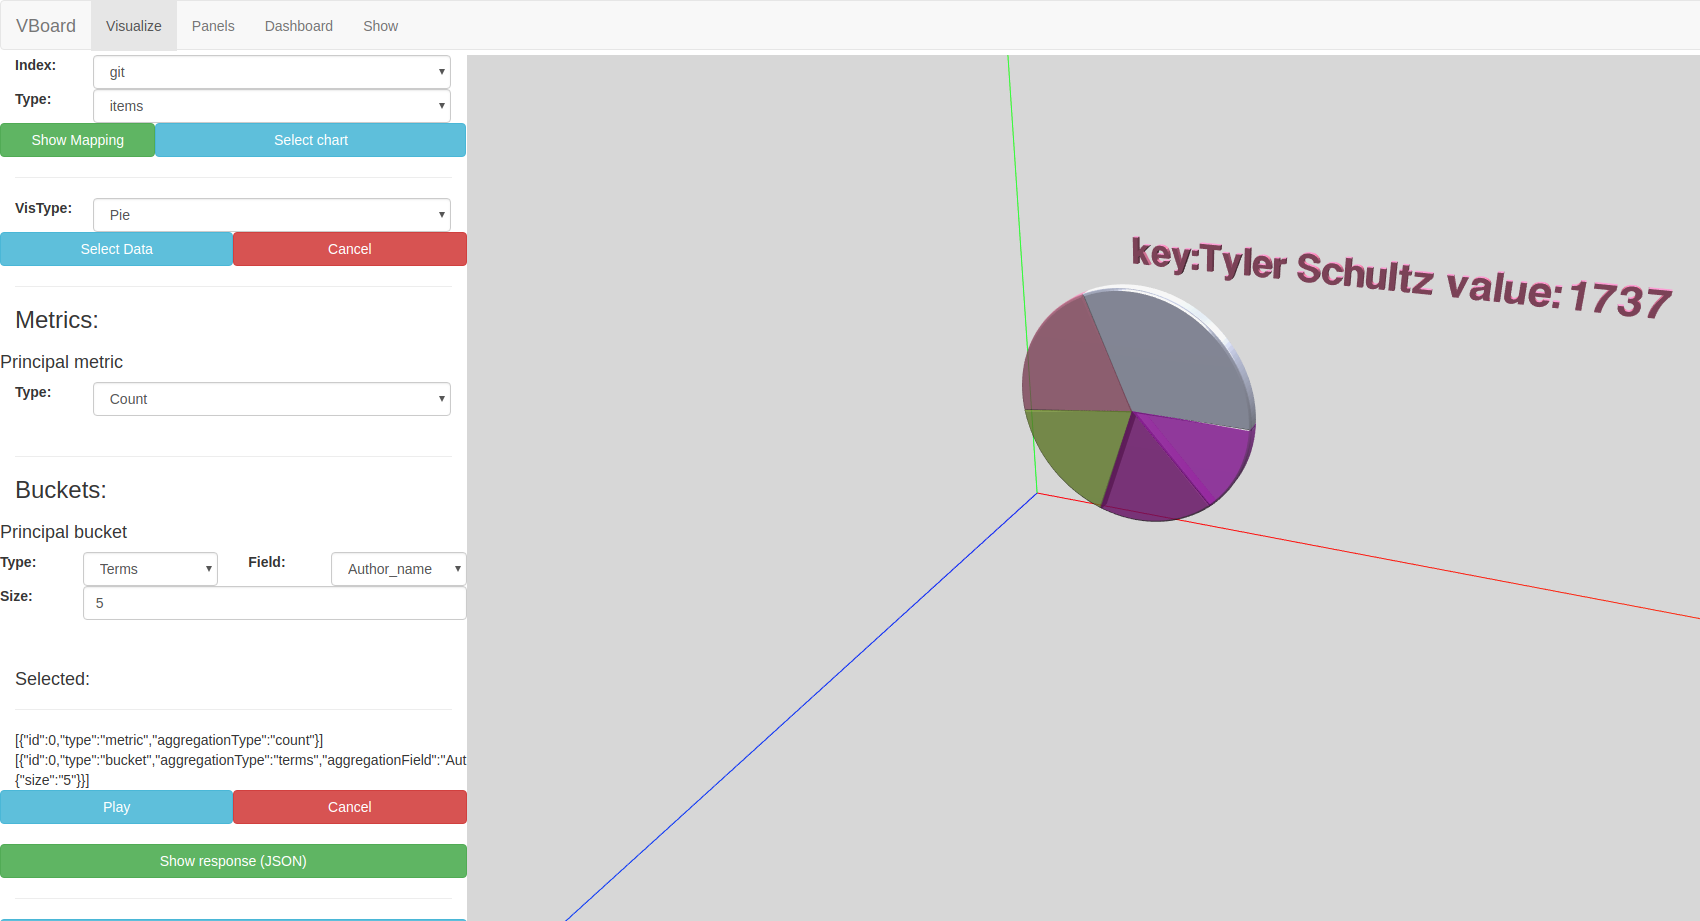 VBoard Visualize Panels Dashboard Show
Index: git
Type: items
Show Mapping Select chart
VisType: Pie
Select Data Cancel
Metrics:
Principal metric
Type: Count
Buckets:
Principal bucket
Type: Terms Field: Author_name
Size: 5
Selected:
[{"id":0,"type":"metric","aggregationType":"count"}]
[{"id":0,"type":"bucket","aggregationType":"terms","aggregationField":"Aut
{"size":"5"}}]
Play Cancel
Show response (JSON)
key:Tyler Schultz value:1737